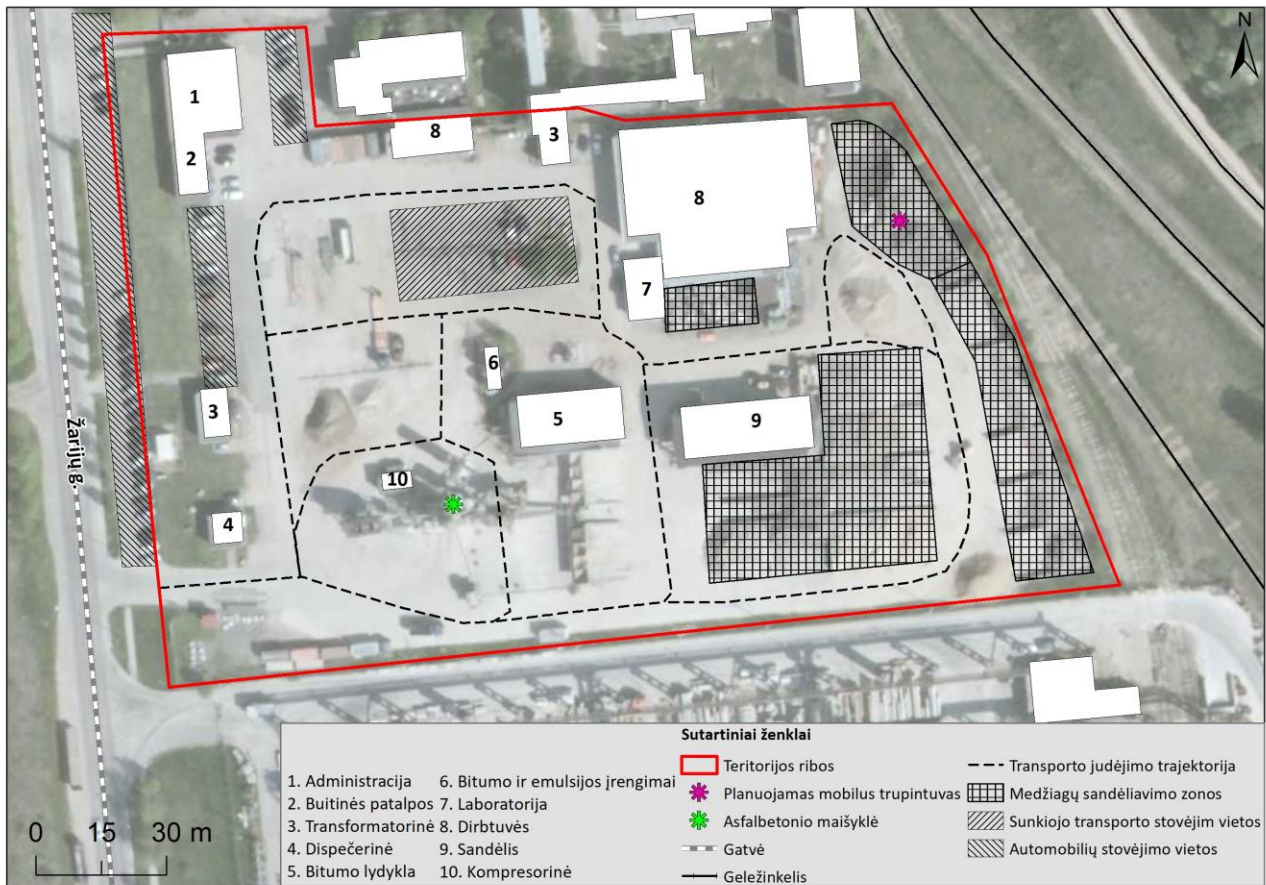 N
1
2
8
3
8
7
6
5
9
3
10
4
Žarijų g.
0 15 30 m
Sutartiniai ženklai
1. Administracija
2. Buitinės patalpos
3. Transformatorinė
4. Dispečerinė
5. Bitumo lydykla
6. Bitumo ir emulsijos įrengimai
7. Laboratorija
8. Dirbtuvės
9. Sandėlis
10. Kompresorinė
Teritorijos ribos
Planuojamas mobilus trupintuvas
Asfalbetonio maišyklė
Gatvė
Geležinkelis
Transporto judėjimo trajektorija
Medžiagų sandėliavimo zonos
Sunkiojo transporto stovėjim vietos
Automobilių stovėjimo vietos